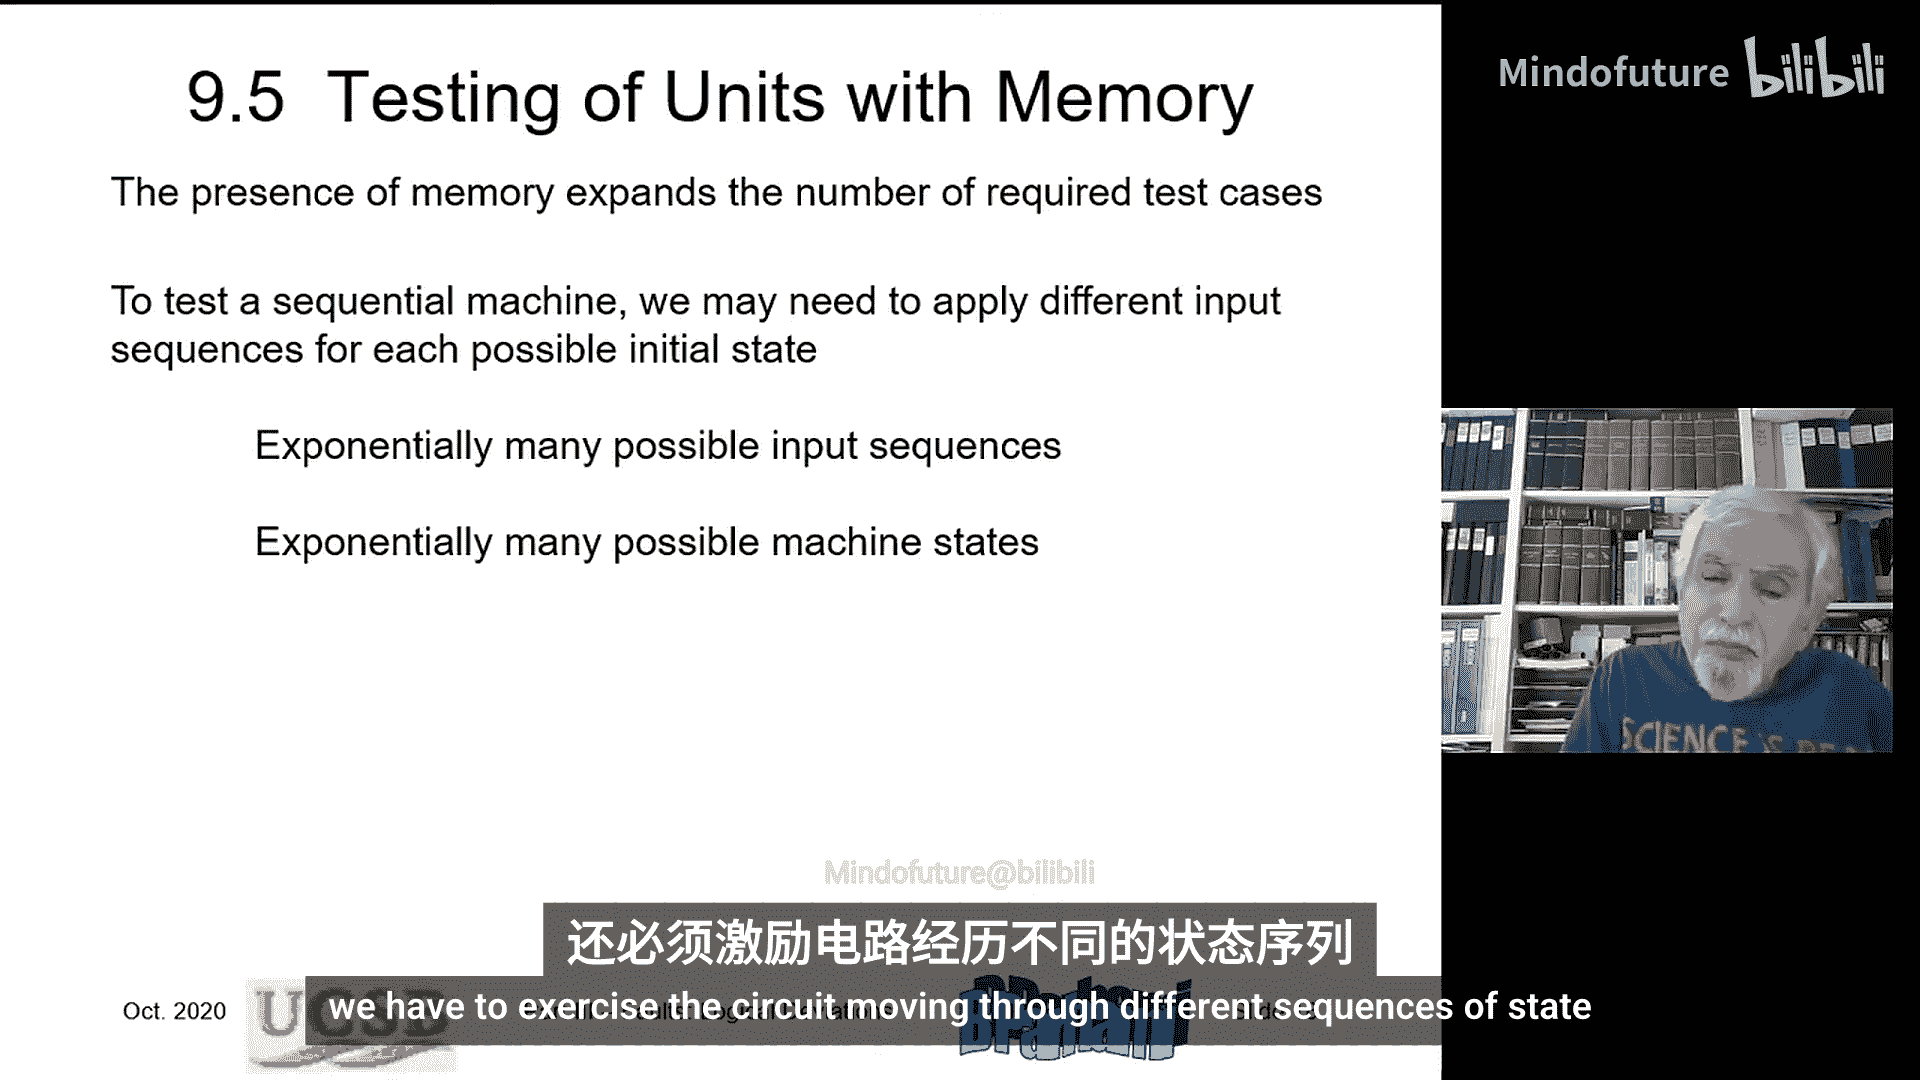 9.5 Testing of Units with Memory
Mindofuture bilibili
The presence of memory expands the number of required test cases
To test a sequential machine, we may need to apply different input
sequences for each possible initial state
Exponentially many possible input sequences
Exponentially many possible machine states
SCIENCE IS
Mindofuture@bilibili
还必须激励电路经历不同的状态序列
we have to exercise the circuit moving through different sequences of state
Oct. 2020
UCSB
B. Parhami